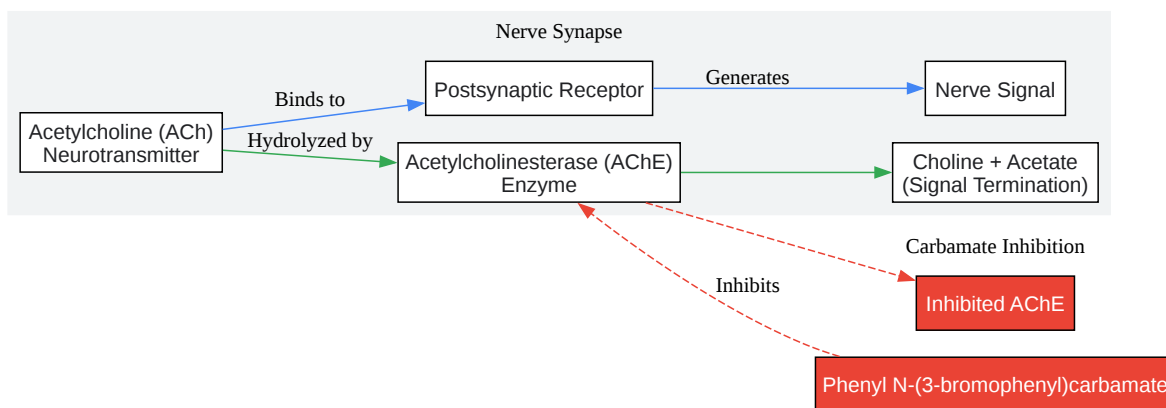 Nerve Synapse
Binds to
Postsynaptic Receptor
Generates
Nerve Signal
Acetylcholine (ACh)
Neurotransmitter
Hydrolyzed by
Acetylcholinesterase (AChE)
Enzyme
Choline + Acetate
(Signal Termination)
Carbamate Inhibition
Inhibits
Inhibited AChE
Phenyl N-(3-bromophenyl)carbamate